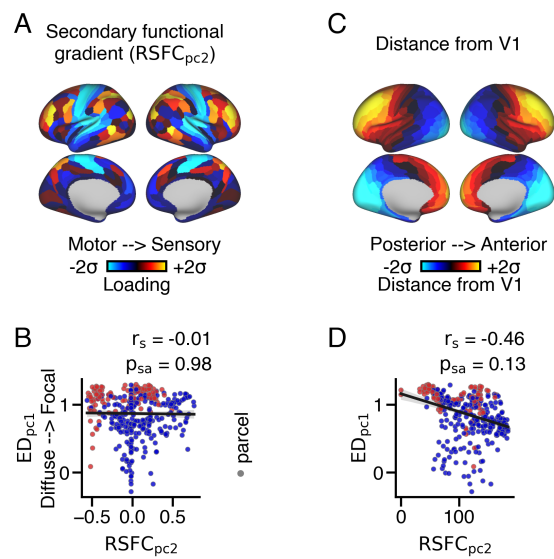 A
Secondary functional
gradient (RSFCpc2)
Motor --> Sensory
-2σ +2σ
Loading
C
Distance from V1
Posterior --> Anterior
-2σ +2σ
Distance from V1
B
rs = -0.01
psa = 0.98
EDpc1
Diffuse --> Focal
1
0
−0.5 0.0 0.5
RSFCpc2
parcel
D
rs = -0.46
psa = 0.13
EDpc1
1
0
0 100
RSFCpc2